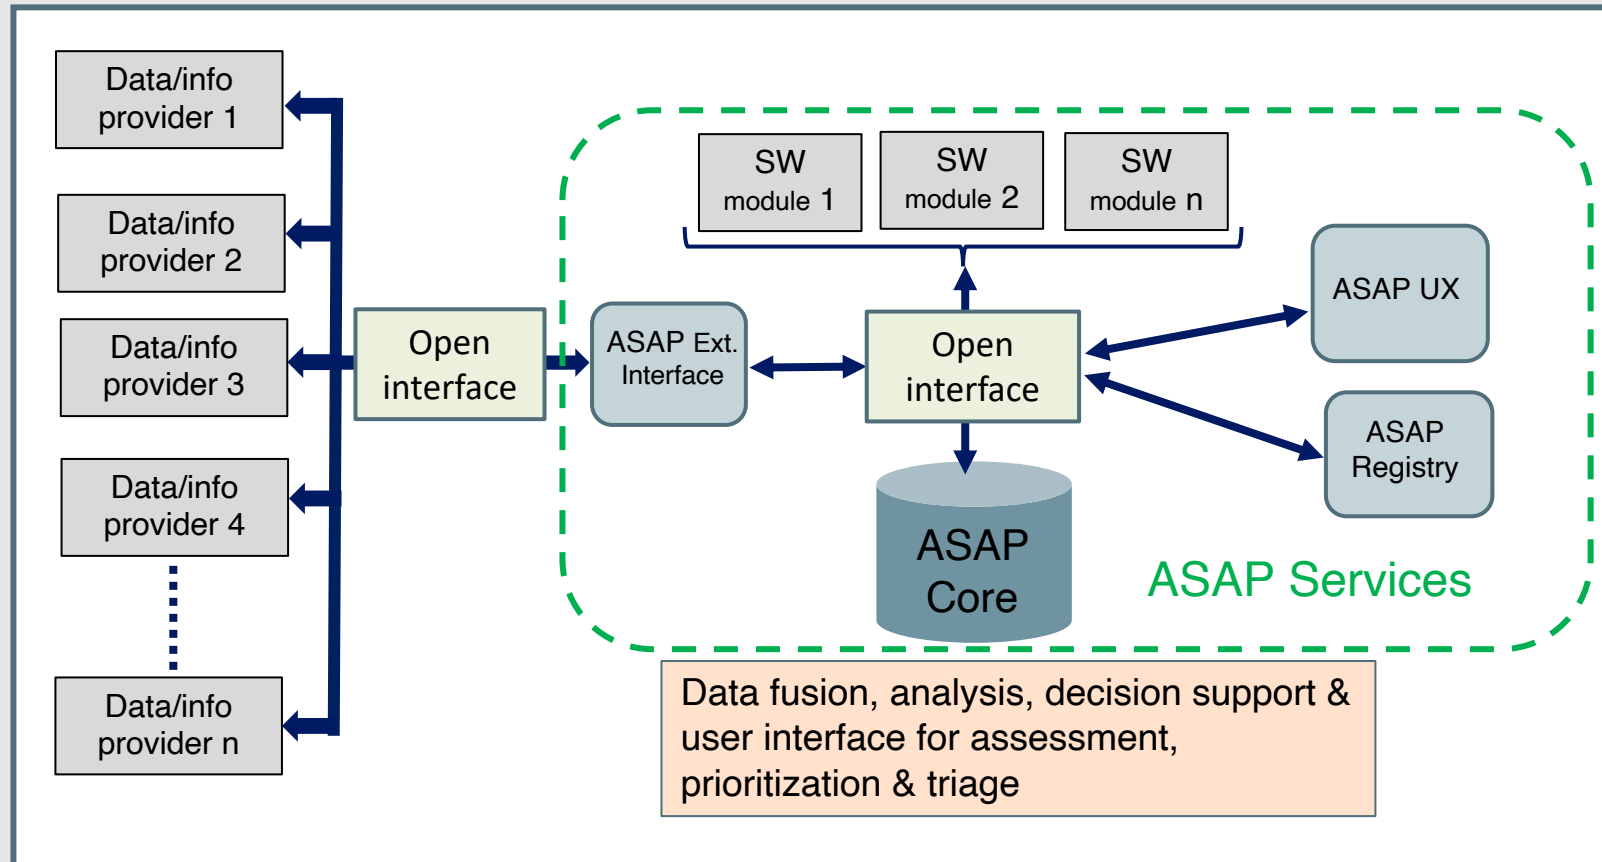 Data/info
provider 1
Data/info
provider 2
Data/info
provider 3
Data/info
provider 4
Data/info
provider n
Open
interface
SW
module 1
SW
module 2
SW
module n
ASAP Ext.
Interface
Open
interface
ASAP UX
ASAP
Registry
ASAP
Core
ASAP Services
Data fusion, analysis, decision support &
user interface for assessment,
prioritization & triage